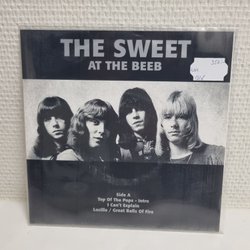 THE SWEET
AT THE BEEB
Side A
Top Of The Pops - Intro
I Can't Explain
Lucille / Great Balls Of Fire